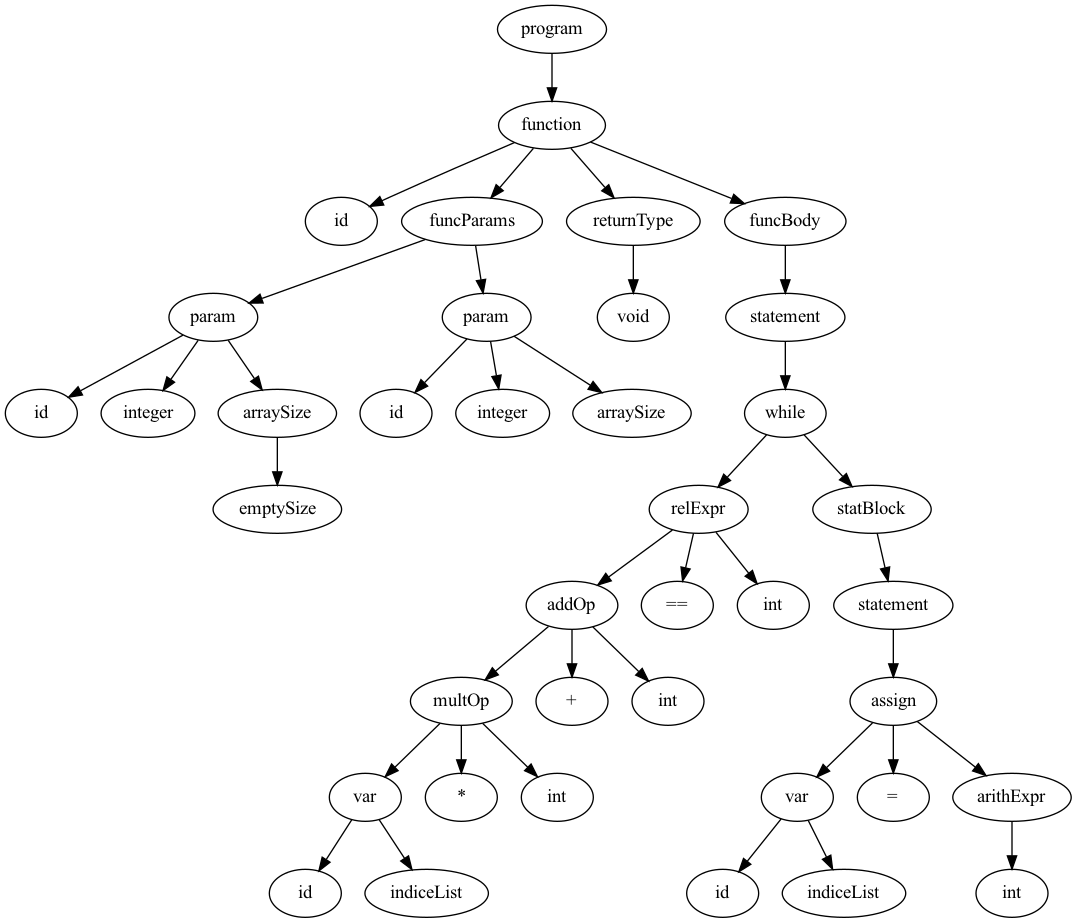 program
function
id
funcParams
returnType
funcBody
param
param
void
statement
id
integer
arraySize
id
integer
arraySize
while
emptySize
relExpr
statBlock
addOp
==
int
statement
multOp
+
int
assign
var
*
int
var
=
arithExpr
id
indiceList
id
indiceList
int